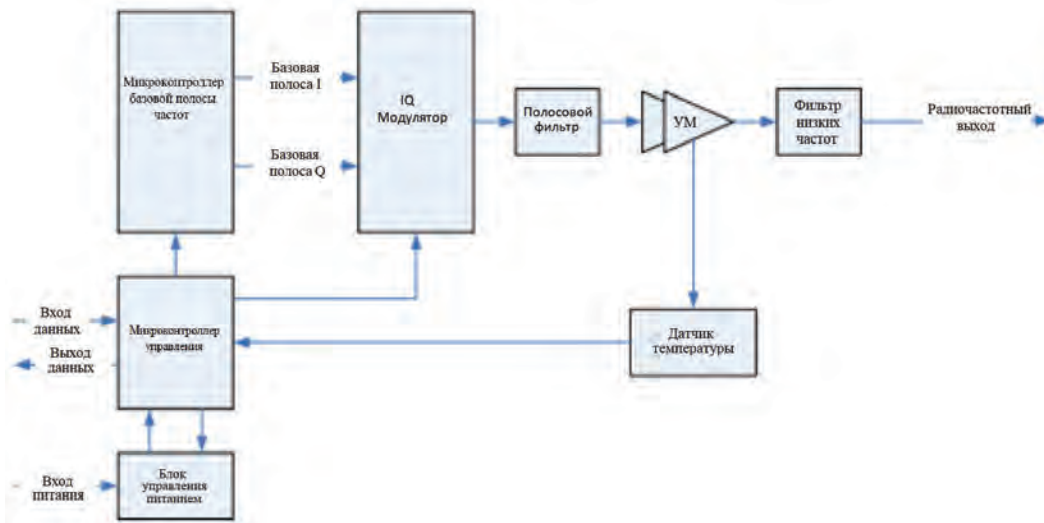 Микроконтроллер
базовой полосы
частот
Базовая
полоса I
Базовая
полоса Q
IQ
Модулятор
Полосовой
фильтр
УМ
Фильтр
низких
частот
Радиочастотный
выход
Вход
данных
Выход
данных
Микроконтроллер
управления
Датчик
температуры
Вход
питания
Блок
управления
питанием